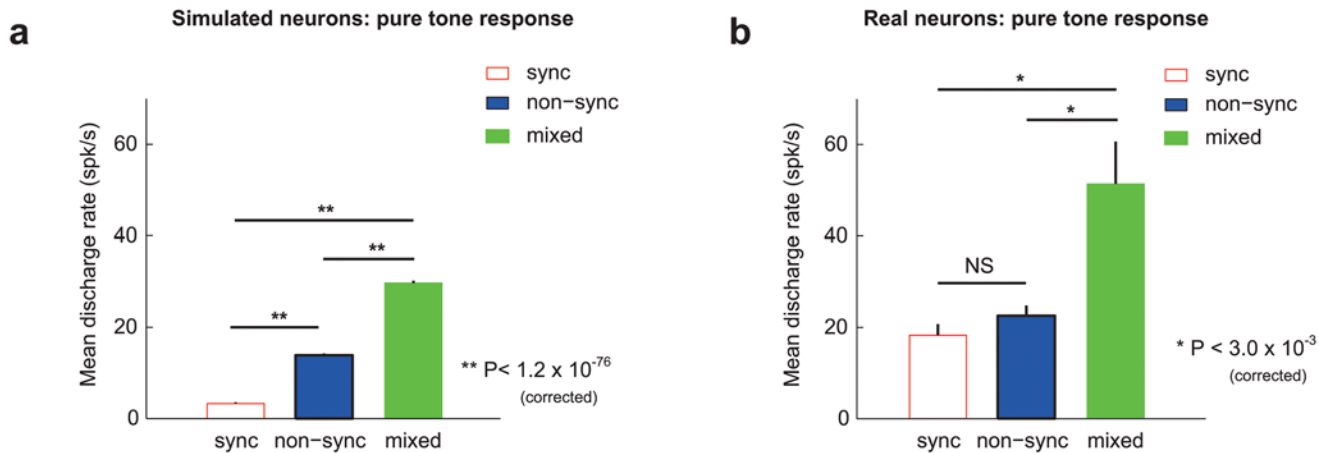 a
Simulated neurons: pure tone response
sync
non-sync
mixed
Mean discharge rate (spk/s)
60
40
20
0
**
**
**
** P< 1.2 x 10^-76
(corrected)
sync non-sync mixed
b
Real neurons: pure tone response
sync
non-sync
mixed
Mean discharge rate (spk/s)
60
40
20
0
*
*
NS
* P < 3.0 x 10^-3
(corrected)
sync non-sync mixed